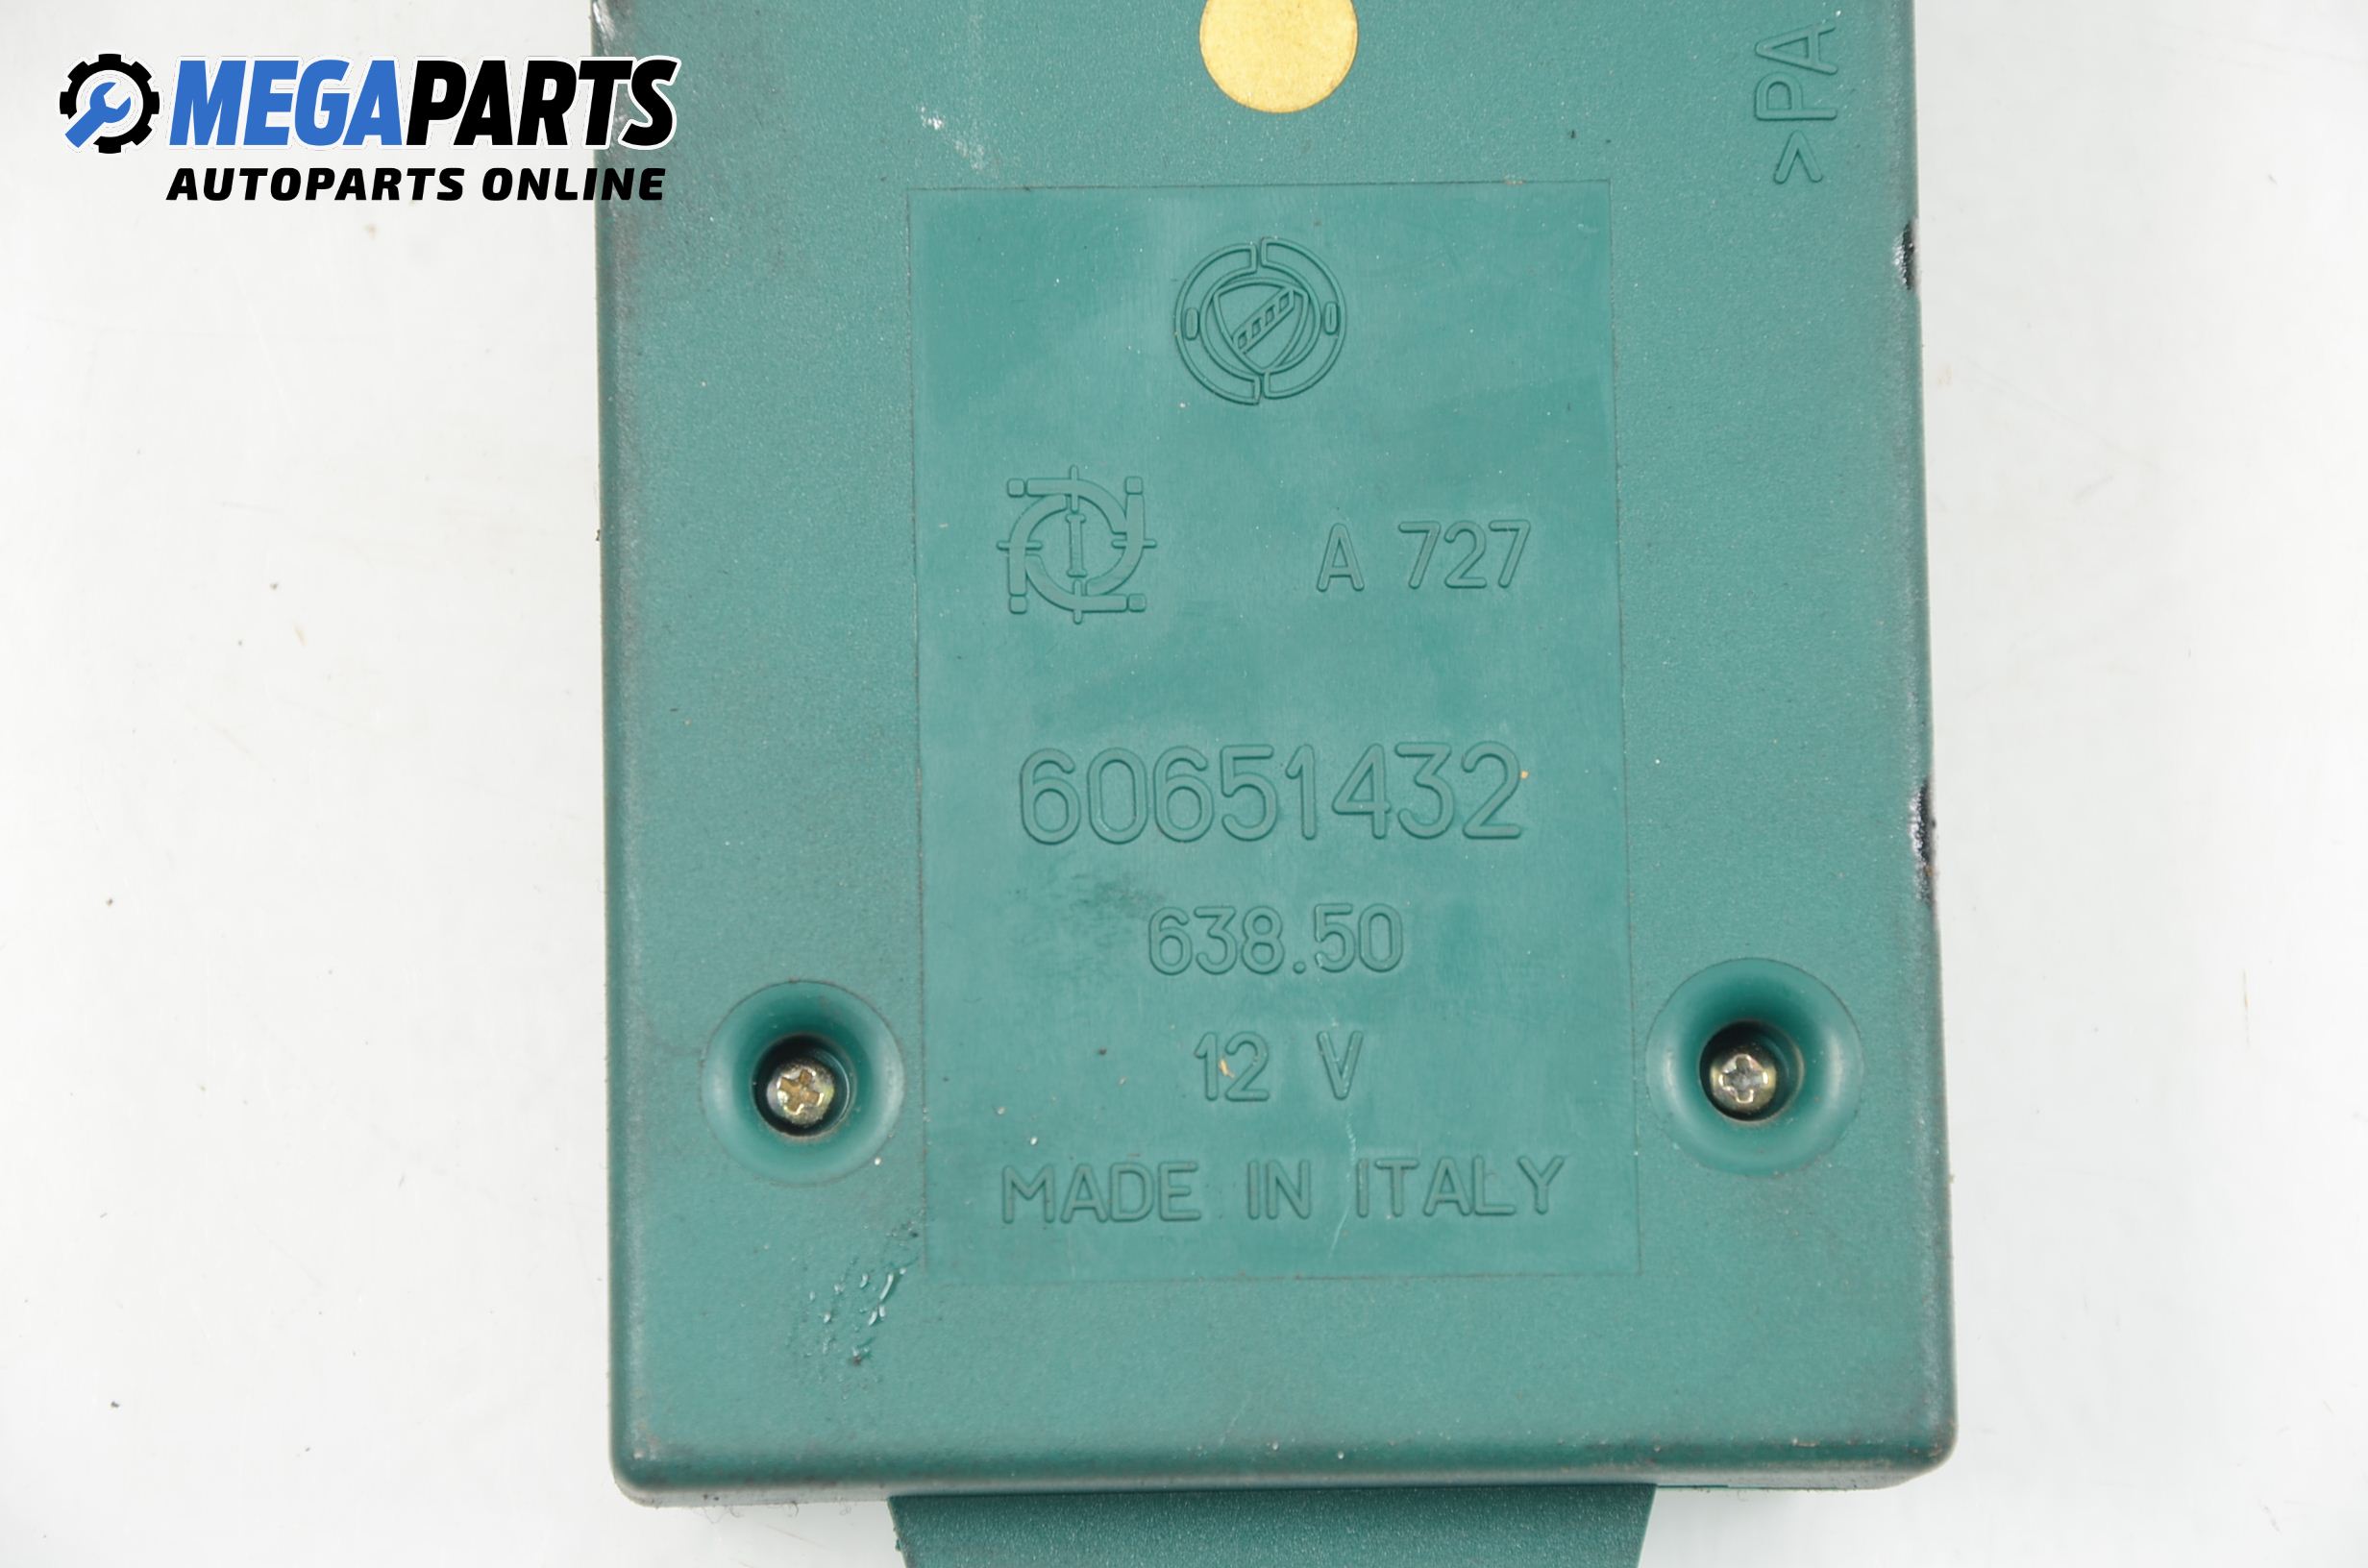 MEGAPARTS
AUTOPARTS ONLINE
>PA
A 727
60651432
638.50
12 V
MADE IN ITALY